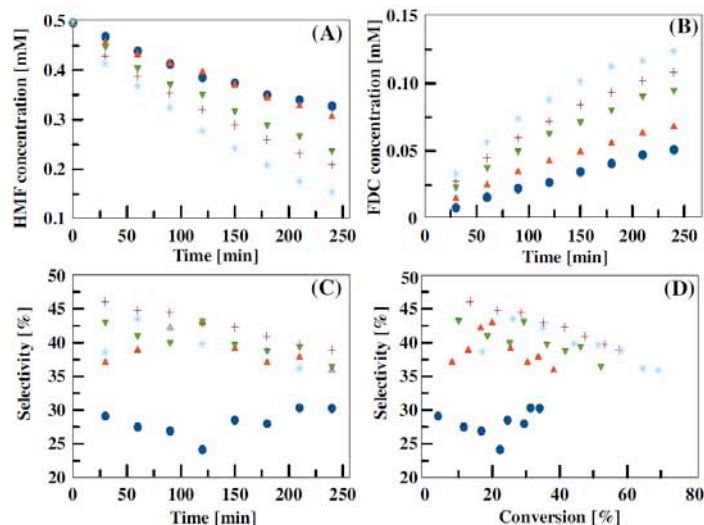 (A)
HMF concentration [mM]
0.5
0.4
0.3
0.2
0.1
0 50 100 150 200 250
Time [min]
(B)
FDC concentration [mM]
0.15
0.10
0.05
0
0 50 100 150 200 250
Time [min]
(C)
Selectivity [%]
50
45
40
35
30
25
20
0 50 100 150 200 250
Time [min]
(D)
Selectivity [%]
50
45
40
35
30
25
20
0 20 40 60 80
Conversion [%]